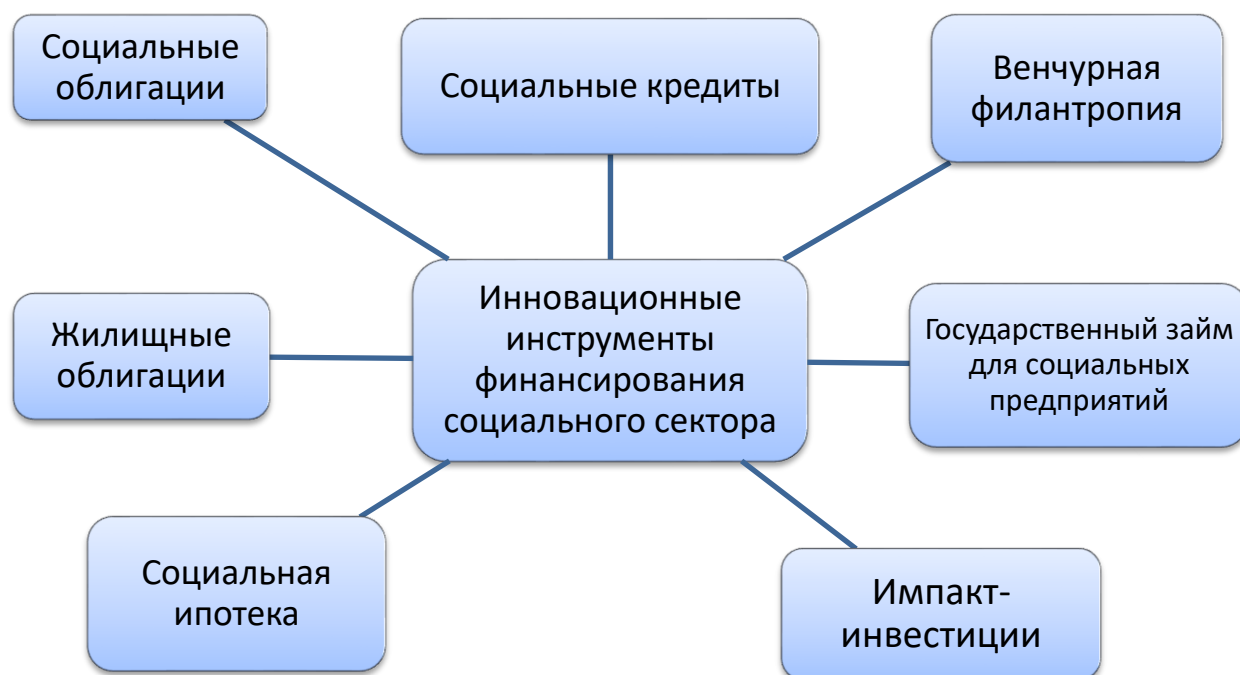 Социальные
облигации
Социальные кредиты
Венчурная
филантропия
Жилищные
облигации
Инновационные
инструменты
финансирования
социального сектора
Государственный займ
для социальных
предприятий
Социальная
ипотека
Импакт-
инвестиции